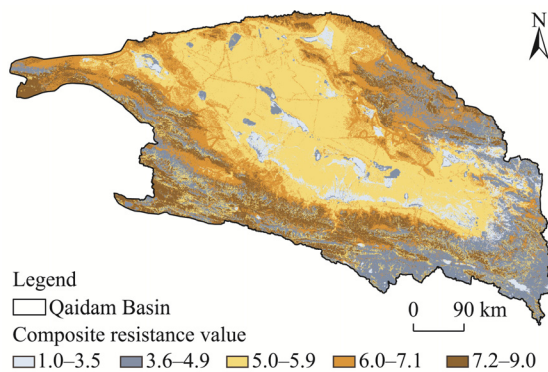 N
Legend
Qaidam Basin
0 90 km
Composite resistance value
1.0–3.5 3.6–4.9 5.0–5.9 6.0–7.1 7.2–9.0